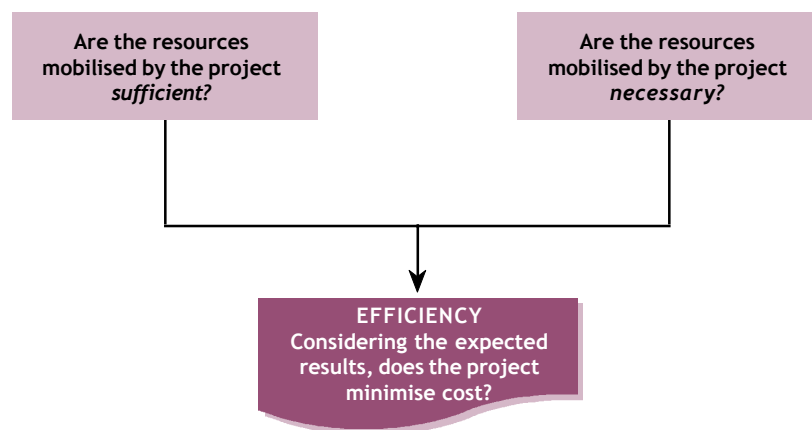 Are the resources
mobilised by the project
sufficient?
Are the resources
mobilised by the project
necessary?
EFFICIENCY
Considering the expected
results, does the project
minimise cost?